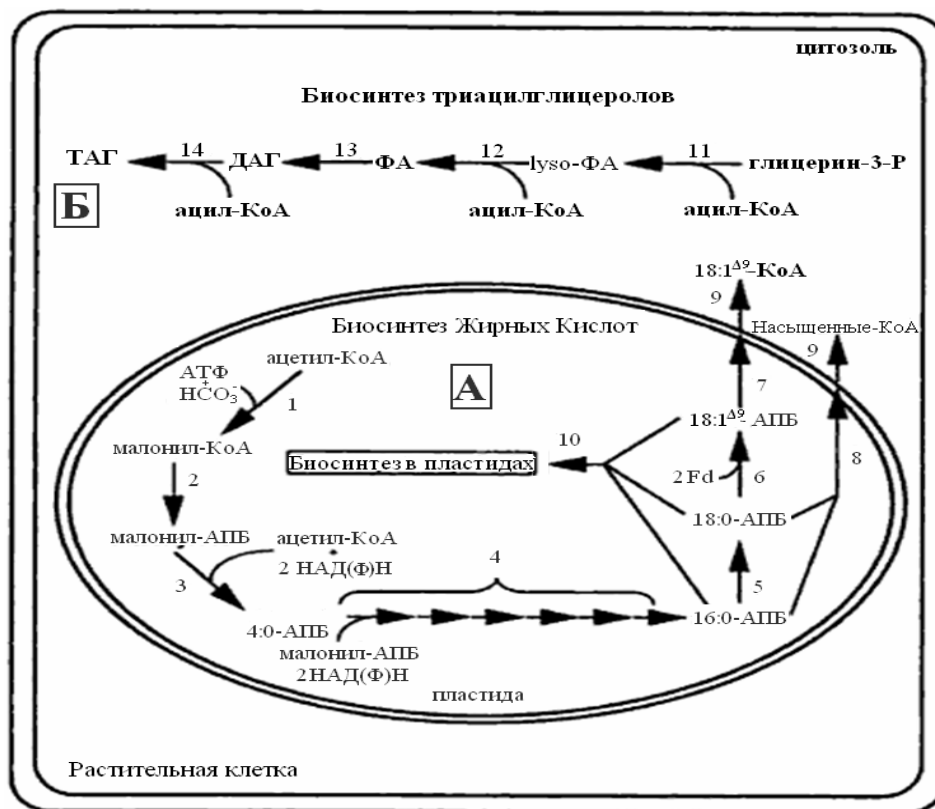 цитозоль
Биосинтез триацилглицеролов
ТАГ 14 ДАГ 13 ФА 12 lyso-ФА 11 глицерин-3-Р
Б
ацил-КоА ацил-КоА ацил-КоА
18:1Δ9-КоА
9
Биосинтез Жирных Кислот
Насыщенные-КоА
9
ацетил-КоА
АТФ
+
HCO3-
1
А
7
малонил-КоА
18:1Δ9-АПБ
10
Биосинтез в пластидах
8
2
2 Fd
6
18:0-АПБ
малонил-АПБ
ацетил-КоА
2 НАД(Ф)Н
3
4
5
4:0-АПБ
16:0-АПБ
малонил-АПБ
2НАД(Ф)Н
пластида
Растительная клетка